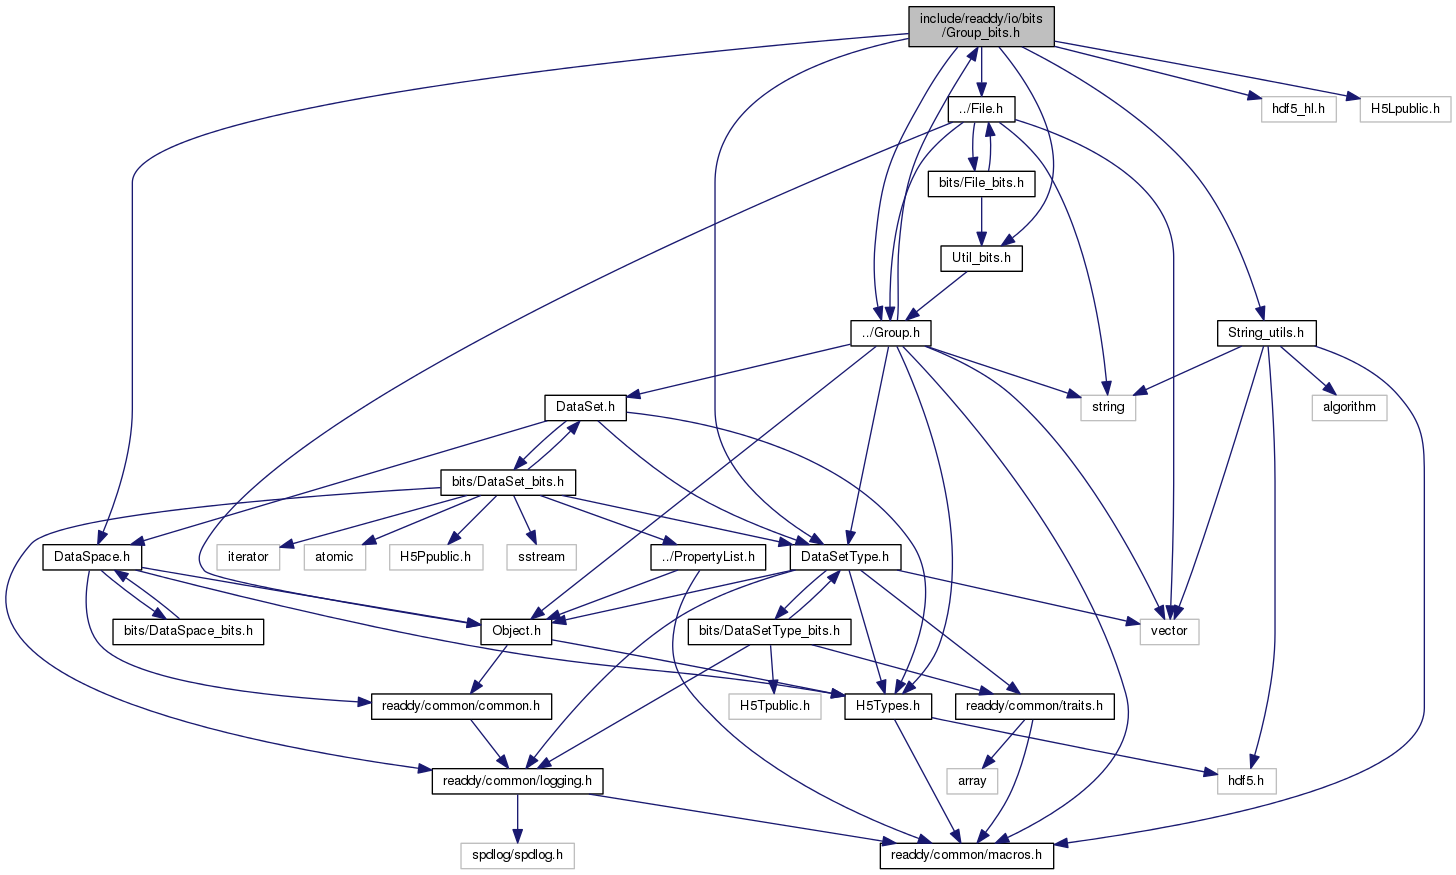 include/readdy/io/bits
/Group_bits.h
../File.h
hdf5_hl.h
H5Lpublic.h
bits/File_bits.h
Util_bits.h
../Group.h
String_utils.h
DataSet.h
string
algorithm
bits/DataSet_bits.h
DataSpace.h
iterator
atomic
H5Ppublic.h
sstream
../PropertyList.h
DataSetType.h
bits/DataSpace_bits.h
Object.h
bits/DataSetType_bits.h
vector
readdy/common/common.h
H5Tpublic.h
H5Types.h
readdy/common/traits.h
readdy/common/logging.h
array
hdf5.h
spdlog/spdlog.h
readdy/common/macros.h